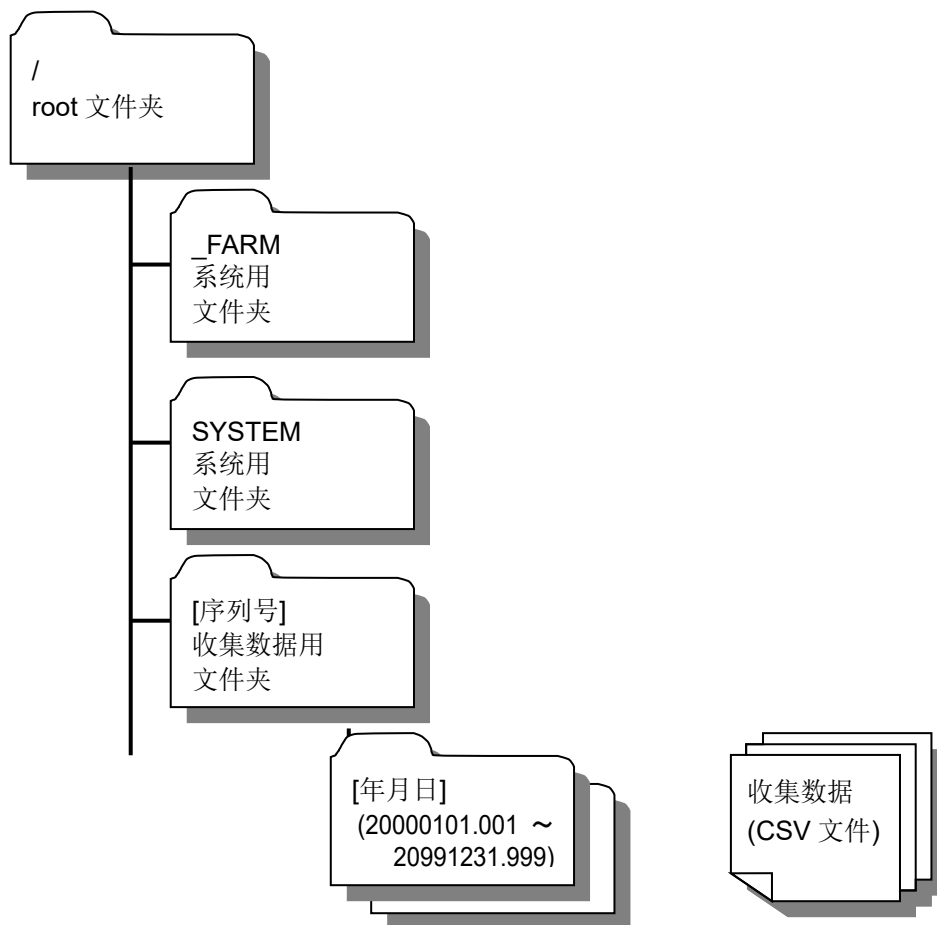 /
root 文件夹
_FARM
系统用
文件夹
SYSTEM
系统用
文件夹
[序列号]
收集数据用
文件夹
[年月日]
(20000101.001 ～
20991231.999)
收集数据
(CSV 文件)